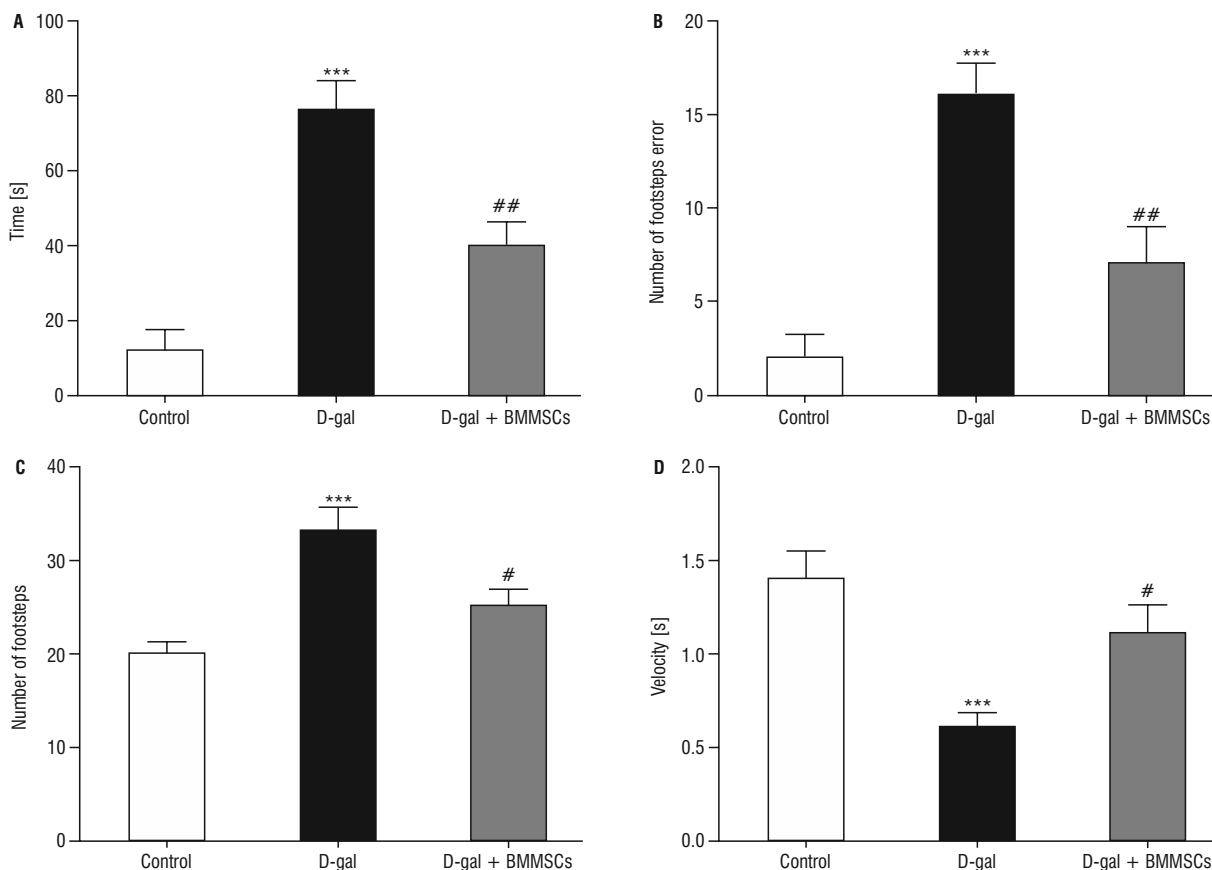 A
Time [s]
100
80
60
40
20
0
***
##
Control
D-gal
D-gal + BMMSCs
B
Number of footsteps error
20
15
10
5
0
***
##
Control
D-gal
D-gal + BMMSCs
C
Number of footsteps
40
30
20
10
0
***
#
Control
D-gal
D-gal + BMMSCs
D
Velocity [s]
2.0
1.5
1.0
0.5
0.0
***
#
Control
D-gal
D-gal + BMMSCs